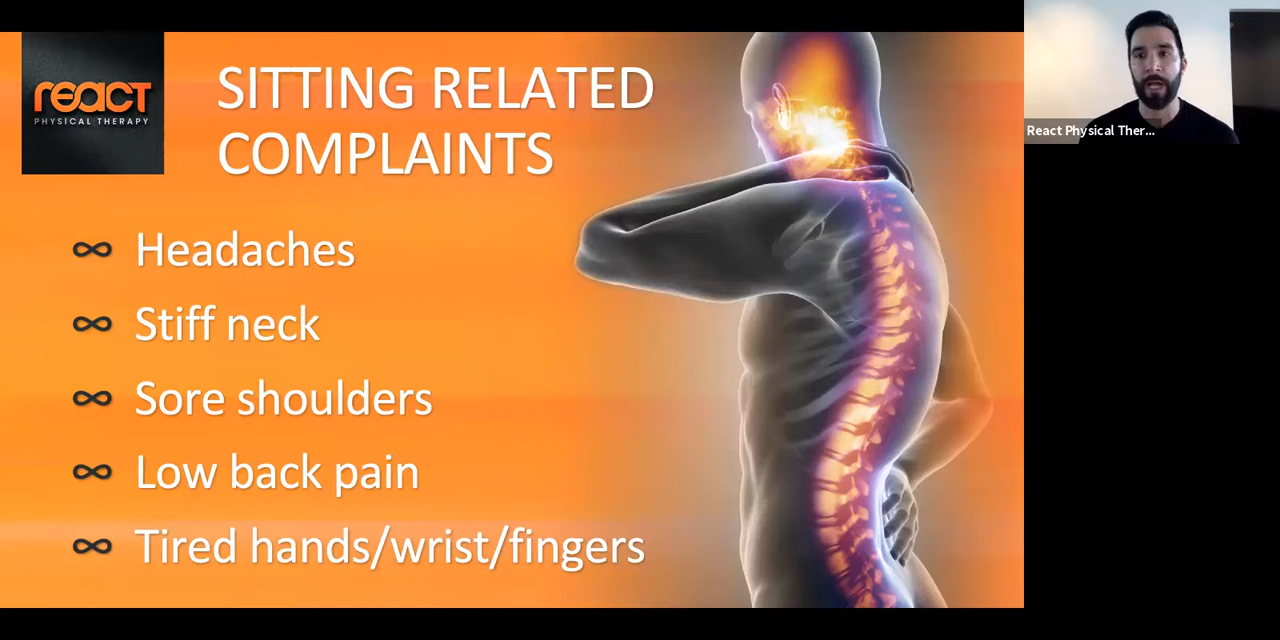 react
PHYSICAL THERAPY
SITTING RELATED
COMPLAINTS
∞ Headaches
∞ Stiff neck
∞ Sore shoulders
∞ Low back pain
∞ Tired hands/wrist/fingers
React Physical Ther...